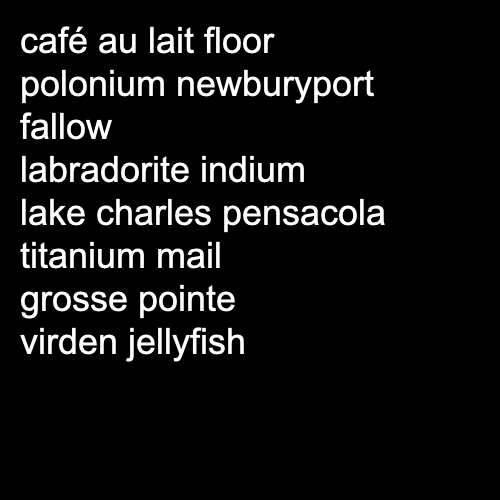 café au lait floor
polonium newburyport
fallow
labradorite indium
lake charles pensacola
titanium mail
grosse pointe
virden jellyfish